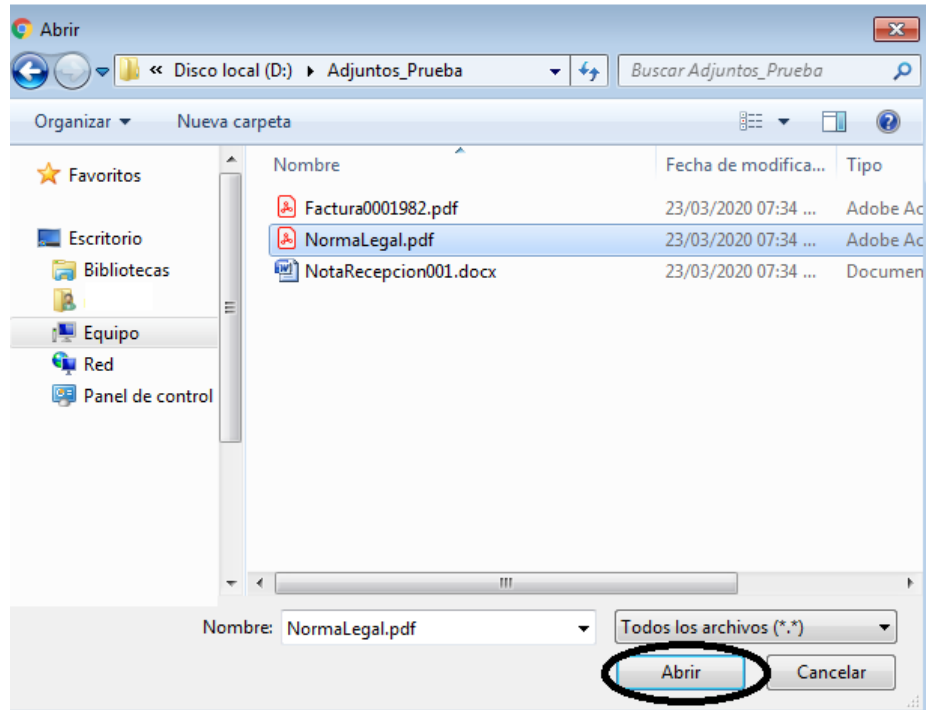 Abrir
« Disco local (D:) ▸ Adjuntos_Prueba
Buscar Adjuntos_Prueba
Organizar Nueva carpeta
Favoritos
Escritorio
Bibliotecas
Equipo
Red
Panel de control
Nombre Fecha de modifica... Tipo
Factura0001982.pdf 23/03/2020 07:34 ... Adobe Ac
NormaLegal.pdf 23/03/2020 07:34 ... Adobe Ac
NotaRecepcion001.docx 23/03/2020 07:34 ... Documen
Nombre: NormaLegal.pdf Todos los archivos (*.*)
Abrir Cancelar